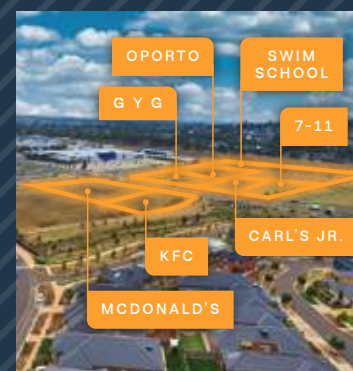 OPORTO
SWIM
SCHOOL
G Y G
7-11
CARL'S JR.
KFC
MCDONALD'S